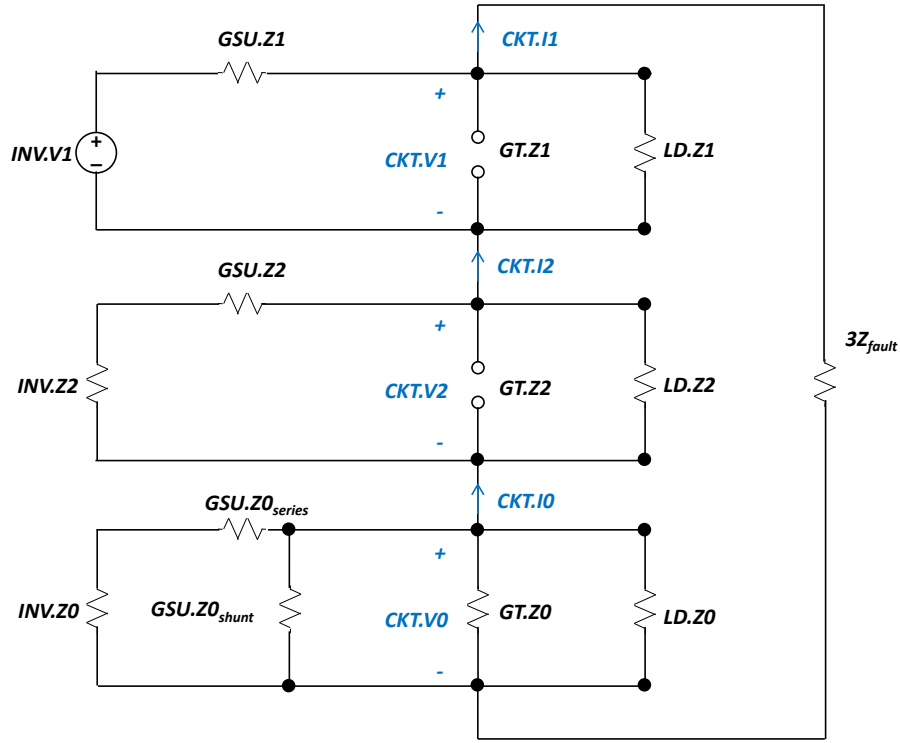 GSU.Z1
CKT.I1
+
+
−
INV.V1
CKT.V1
GT.Z1
LD.Z1
-
GSU.Z2
CKT.I2
+
3Zfault
INV.Z2
CKT.V2
GT.Z2
LD.Z2
-
GSU.Z0series
CKT.I0
+
INV.Z0
GSU.Z0shunt
CKT.V0
GT.Z0
LD.Z0
-